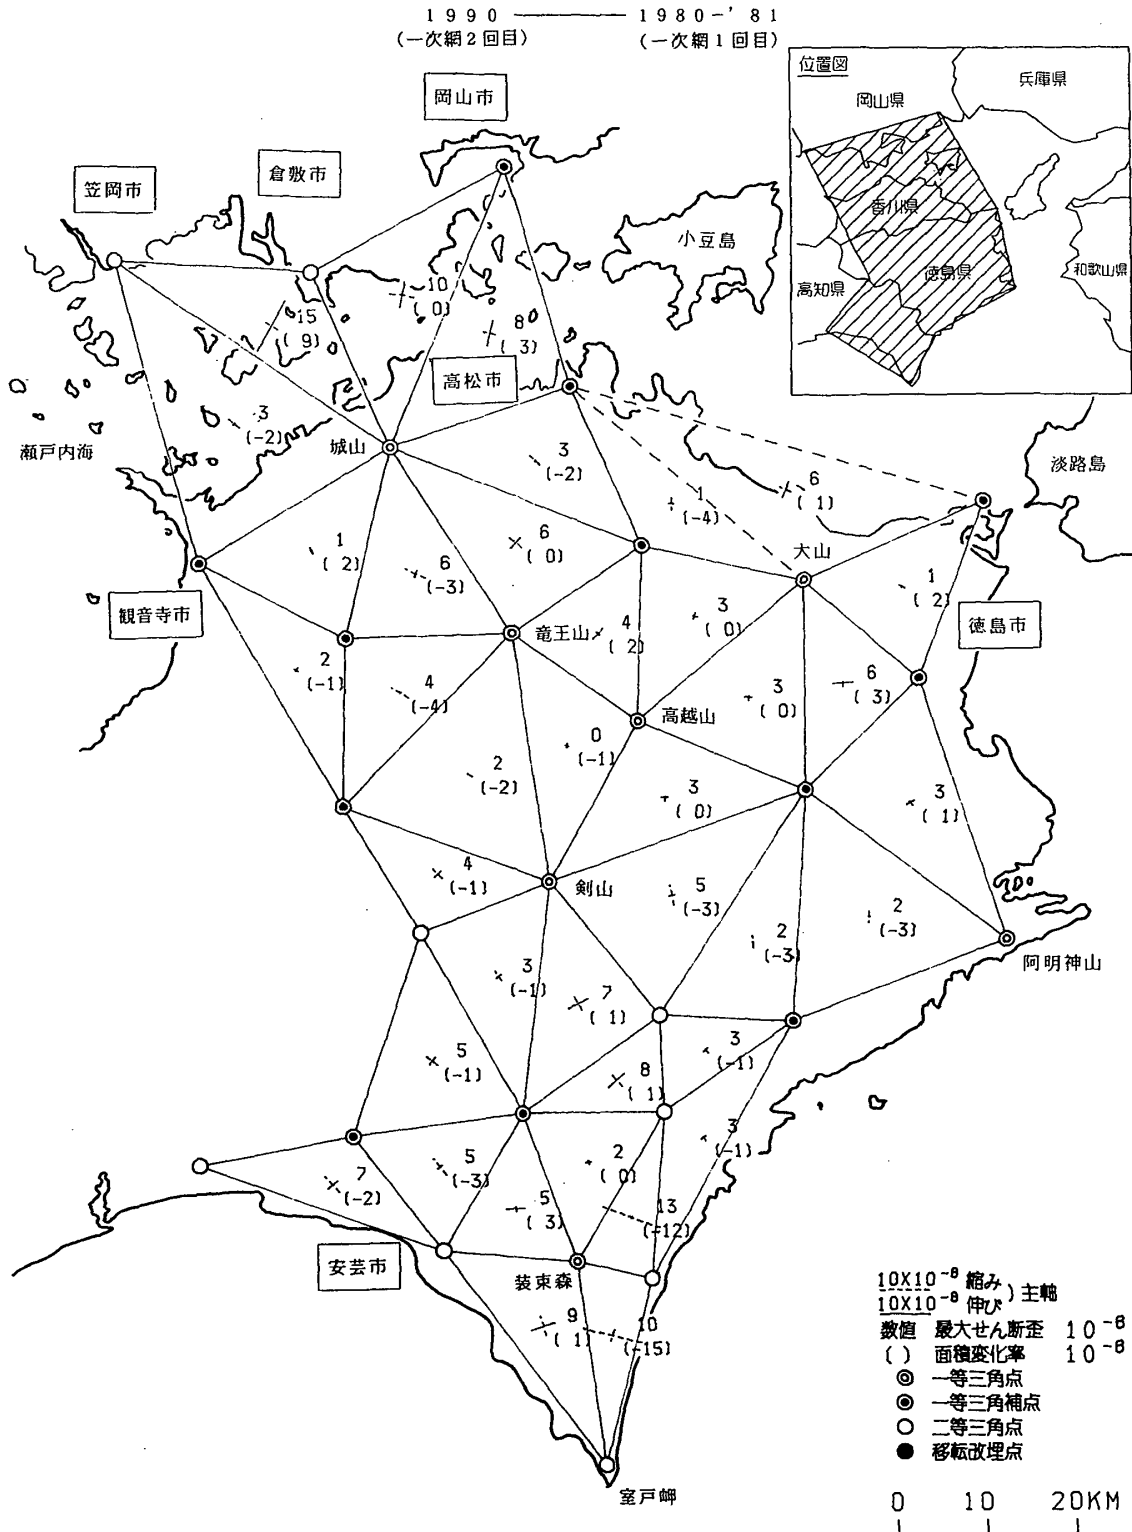 1990 ——— 1980-'81
(一次網2回目) (一次網1回目)
位置図
兵庫県
岡山県
香川県
徳島県
高知県
和歌山県
岡山市
倉敷市
笠岡市
小豆島
10
( 0)
15
( 9)
8
( 3)
高松市
3
(-2)
瀬戸内海
城山
3
(-2)
淡路島
6
( 1)
1
(-4)
大山
1
( 2)
6
(-3)
6
( 0)
1
( 2)
観音寺市
竜王山
4
( 2)
3
( 0)
徳島市
2
(-1)
4
(-4)
3
( 0)
6
( 3)
高越山
0
(-1)
2
(-2)
3
( 0)
3
( 1)
4
(-1)
剣山
5
(-3)
2
(-3)
2
(-3)
阿明神山
3
(-1)
7
( 1)
3
(-1)
5
(-1)
8
( 1)
3
(-1)
7
(-2)
5
(-3)
2
( 0)
5
( 3)
13
(-12)
安芸市
装束森
9
( 1)
10
(-15)
室戸岬
10X10⁻⁶ 縮み
10X10⁻⁶ 伸び ) 主軸
数値 最大せん断歪 10⁻⁶
( ) 面積変化率 10⁻⁶
◎ 一等三角点
◉ 一等三角補点
○ 二等三角点
● 移転改埋点
0 10 20KM